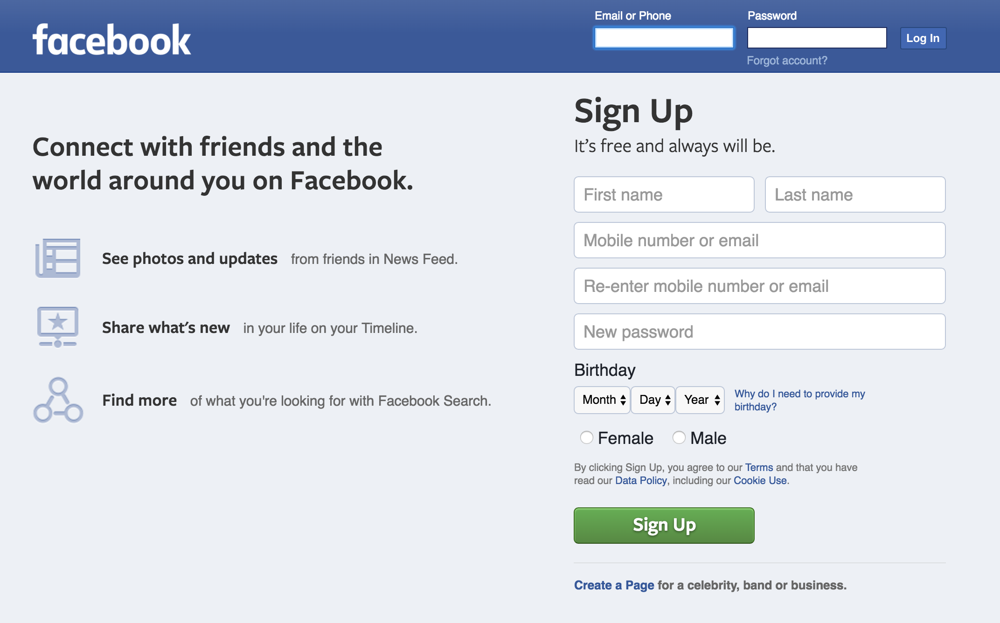 facebook
Email or Phone
Password
Log In
Forgot account?
Connect with friends and the
world around you on Facebook.
See photos and updates from friends in News Feed.
Share what's new in your life on your Timeline.
Find more of what you're looking for with Facebook Search.
Sign Up
It’s free and always will be.
First name
Last name
Mobile number or email
Re-enter mobile number or email
New password
Birthday
Month
Day
Year
Why do I need to provide my
birthday?
Female
Male
By clicking Sign Up, you agree to our Terms and that you have
read our Data Policy, including our Cookie Use.
Sign Up
Create a Page for a celebrity, band or business.